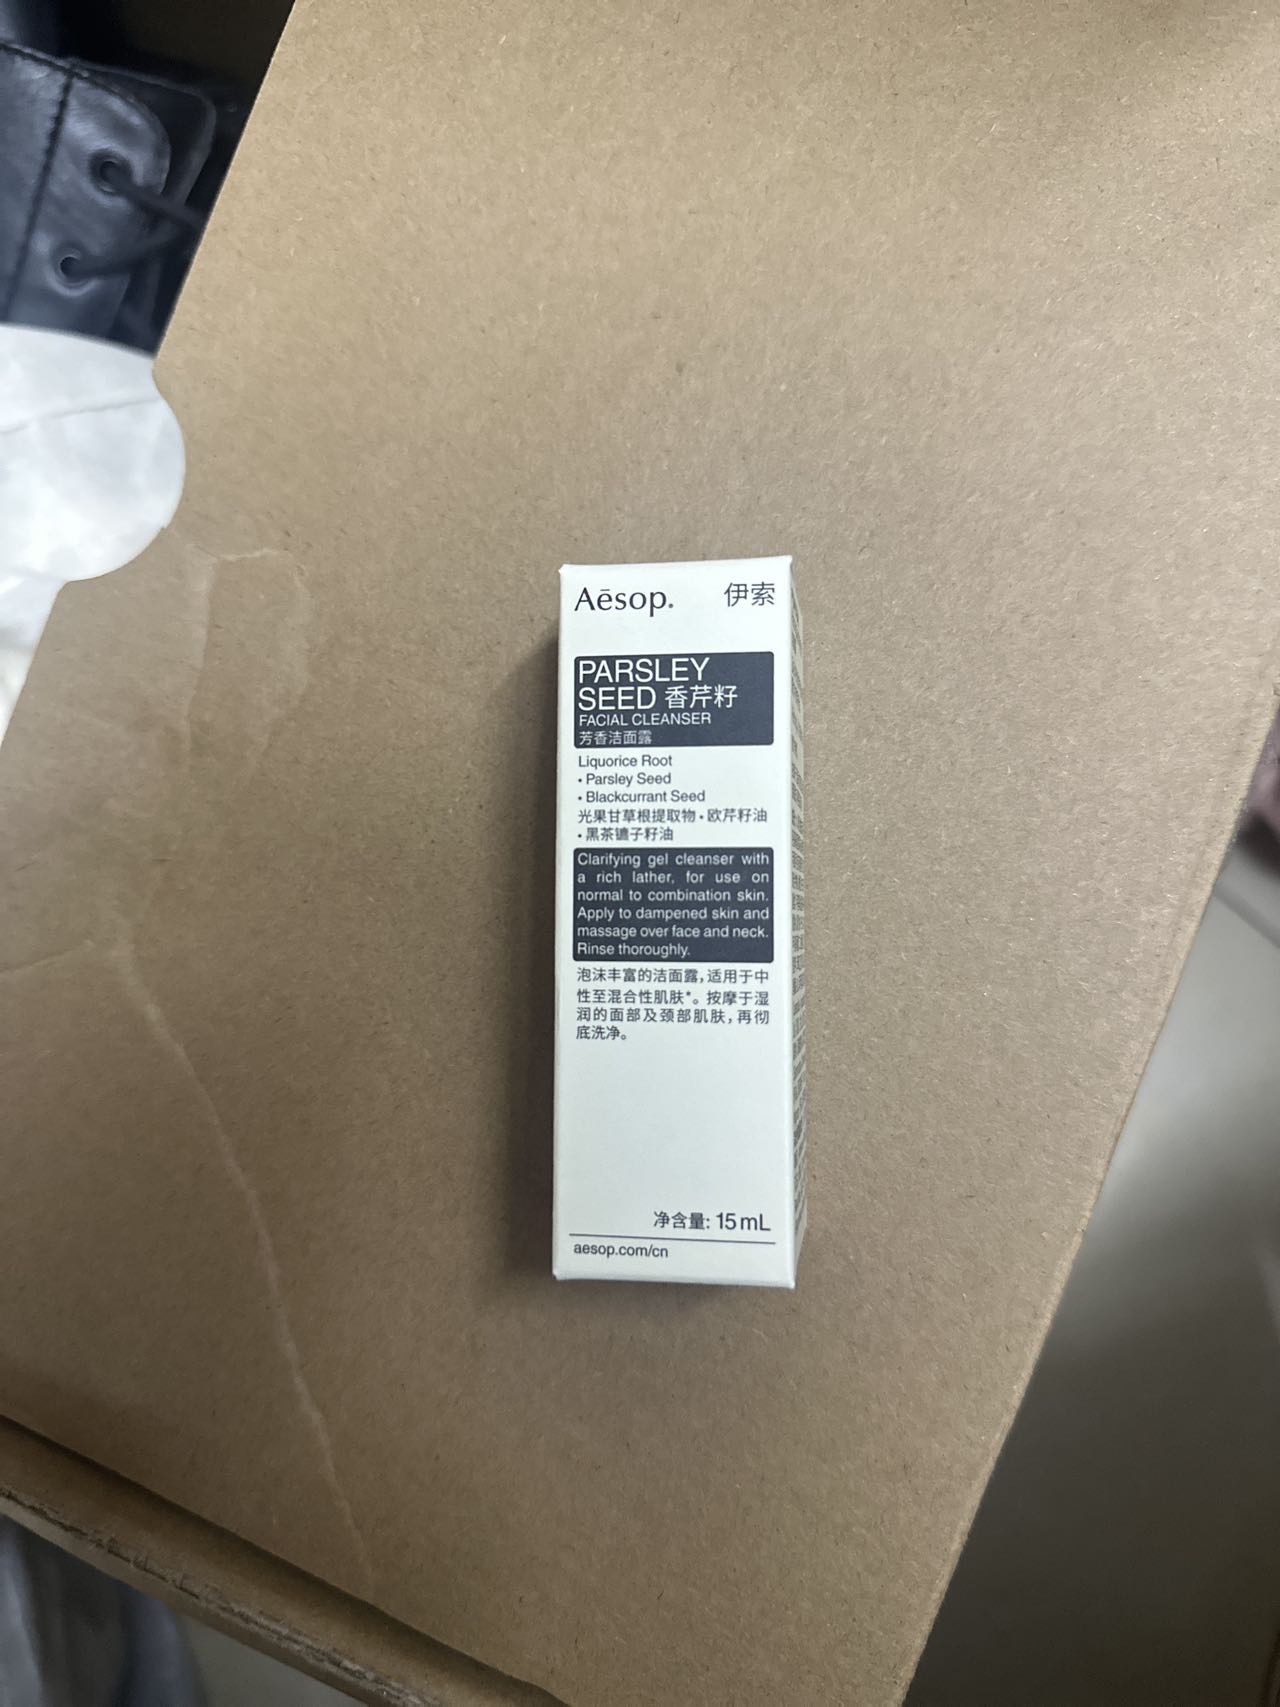 Aēsop. 伊索
PARSLEY
SEED 香芹籽
FACIAL CLEANSER
芳香洁面露
Liquorice Root
• Parsley Seed
• Blackcurrant Seed
光果甘草根提取物•欧芹籽油
•黑茶镳子籽油
Clarifying gel cleanser with
a rich lather, for use on
normal to combination skin.
Apply to dampened skin and
massage over face and neck.
Rinse thoroughly.
泡沫丰富的洁面露，适用于中
性至混合性肌肤*。按摩于湿
润的面部及颈部肌肤，再彻
底洗净。
净含量: 15 mL
aesop.com/cn